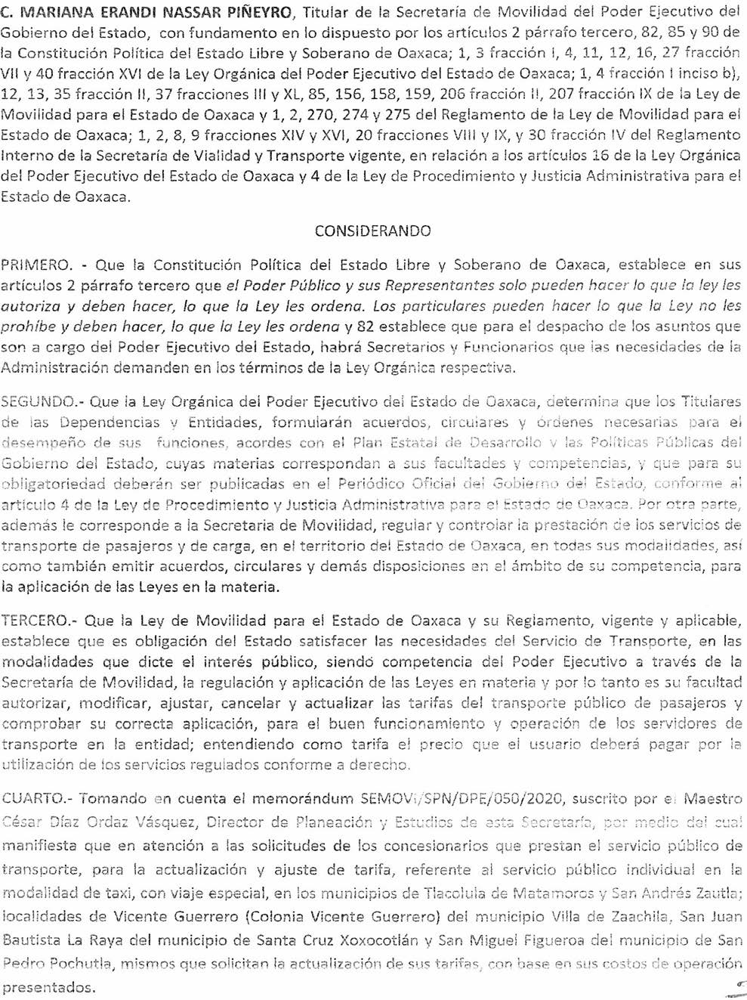 C. MARIANA ERANDI NASSAR PIÑEYRO, Titular de la Secretaría de Movilidad del Poder Ejecutivo del
Gobierno del Estado, con fundamento en lo dispuesto por los artículos 2 párrafo tercero, 82, 85 y 90 de
la Constitución Política del Estado Libre y Soberano de Oaxaca; 1, 3 fracción I, 4, 11, 12, 16, 27 fracción
VII y 40 fracción XVI de la Ley Orgánica del Poder Ejecutivo del Estado de Oaxaca; 1, 4 fracción I inciso b),
12, 13, 35 fracción II, 37 fracciones III y XL, 85, 156, 158, 159, 206 fracción II, 207 fracción IX de la Ley de
Movilidad para el Estado de Oaxaca y 1, 2, 270, 274 y 275 del Reglamento de la Ley de Movilidad para el
Estado de Oaxaca; 1, 2, 8, 9 fracciones XIV y XVI, 20 fracciones VIII y IX, y 30 fracción IV del Reglamento
Interno de la Secretaría de Vialidad y Transporte vigente, en relación a los artículos 16 de la Ley Orgánica
del Poder Ejecutivo del Estado de Oaxaca y 4 de la Ley de Procedimiento y Justicia Administrativa para el
Estado de Oaxaca.
CONSIDERANDO
PRIMERO. - Que la Constitución Política del Estado Libre y Soberano de Oaxaca, establece en sus
artículos 2 párrafo tercero que el Poder Público y sus Representantes solo pueden hacer lo que la ley les
autoriza y deben hacer, lo que la Ley les ordena. Los particulares pueden hacer lo que la Ley no les
prohíbe y deben hacer, lo que la Ley les ordena y 82 establece que para el despacho de los asuntos que
son a cargo del Poder Ejecutivo del Estado, habrá Secretarios y Funcionarios que las necesidades de la
Administración demanden en los términos de la Ley Orgánica respectiva.
SEGUNDO.- Que la Ley Orgánica del Poder Ejecutivo del Estado de Oaxaca, determina que los Titulares
de las Dependencias y Entidades, formularán acuerdos, circulares y órdenes necesarias para el
desempeño de sus funciones, acordes con el Plan Estatal de Desarrollo y las Políticas Públicas del
Gobierno del Estado, cuyas materias correspondan a sus facultades y competencias, y que para su
obligatoriedad deberán ser publicadas en el Periódico Oficial del Gobierno del Estado, conforme al
artículo 4 de la Ley de Procedimiento y Justicia Administrativa para el Estado de Oaxaca. Por otra parte,
además le corresponde a la Secretaria de Movilidad, regular y controlar la prestación de los servicios de
transporte de pasajeros y de carga, en el territorio del Estado de Oaxaca, en todas sus modalidades, así
como también emitir acuerdos, circulares y demás disposiciones en el ámbito de su competencia, para
la aplicación de las Leyes en la materia.
TERCERO.- Que la Ley de Movilidad para el Estado de Oaxaca y su Reglamento, vigente y aplicable,
establece que es obligación del Estado satisfacer las necesidades del Servicio de Transporte, en las
modalidades que dicte el interés público, siendo competencia del Poder Ejecutivo a través de la
Secretaría de Movilidad, la regulación y aplicación de las Leyes en materia y por lo tanto es su facultad
autorizar, modificar, ajustar, cancelar y actualizar las tarifas del transporte público de pasajeros y
comprobar su correcta aplicación, para el buen funcionamiento y operación de los servidores de
transporte en la entidad; entendiendo como tarifa el precio que el usuario deberá pagar por la
utilización de los servicios regulados conforme a derecho.
CUARTO.- Tomando en cuenta el memorándum SEMOVI/SPN/DPE/050/2020, suscrito por el Maestro
César Díaz Ordaz Vásquez, Director de Planeación y Estudios de esta Secretaría, por medio del cual
manifiesta que en atención a las solicitudes de los concesionarios que prestan el servicio público de
transporte, para la actualización y ajuste de tarifa, referente al servicio público individual en la
modalidad de taxi, con viaje especial, en los municipios de Tlacolula de Matamoros y San Andrés Zautla;
localidades de Vicente Guerrero (Colonia Vicente Guerrero) del municipio Villa de Zaachila, San Juan
Bautista La Raya del municipio de Santa Cruz Xoxocotlán y San Miguel Figueroa del municipio de San
Pedro Pochutla, mismos que solicitan la actualización de sus tarifas, con base en sus costos de operación
presentados.